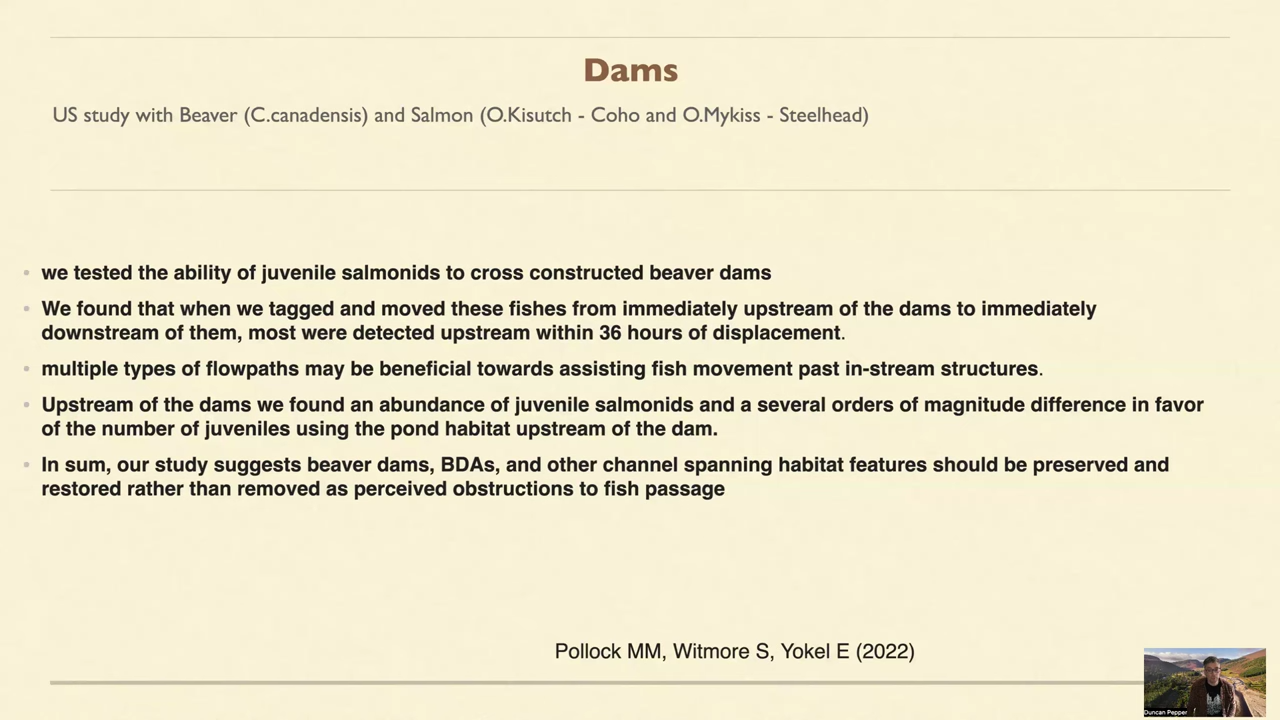 Dams
US study with Beaver (C.canadensis) and Salmon (O.Kisutch - Coho and O.Mykiss - Steelhead)
we tested the ability of juvenile salmonids to cross constructed beaver dams
We found that when we tagged and moved these fishes from immediately upstream of the dams to immediately
downstream of them, most were detected upstream within 36 hours of displacement.
multiple types of flowpaths may be beneficial towards assisting fish movement past in-stream structures.
Upstream of the dams we found an abundance of juvenile salmonids and a several orders of magnitude difference in favor
of the number of juveniles using the pond habitat upstream of the dam.
In sum, our study suggests beaver dams, BDAs, and other channel spanning habitat features should be preserved and
restored rather than removed as perceived obstructions to fish passage
Pollock MM, Witmore S, Yokel E (2022)
Duncan Pepper